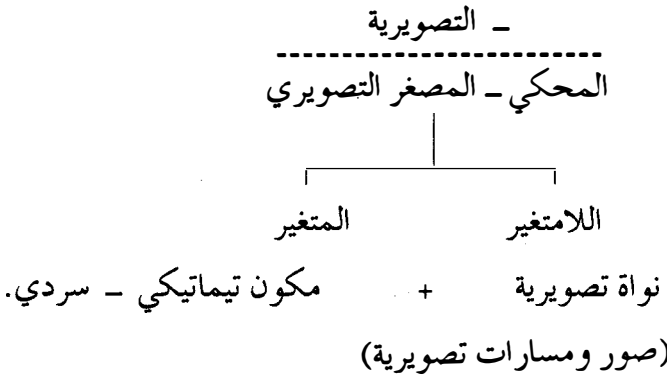 ـ التصويرية
المحكي ـ المصغر التصويري
اللامتغير المتغير
نواة تصويرية + مكون تيماتيكي ـ سردي.
(صور ومسارات تصويرية)